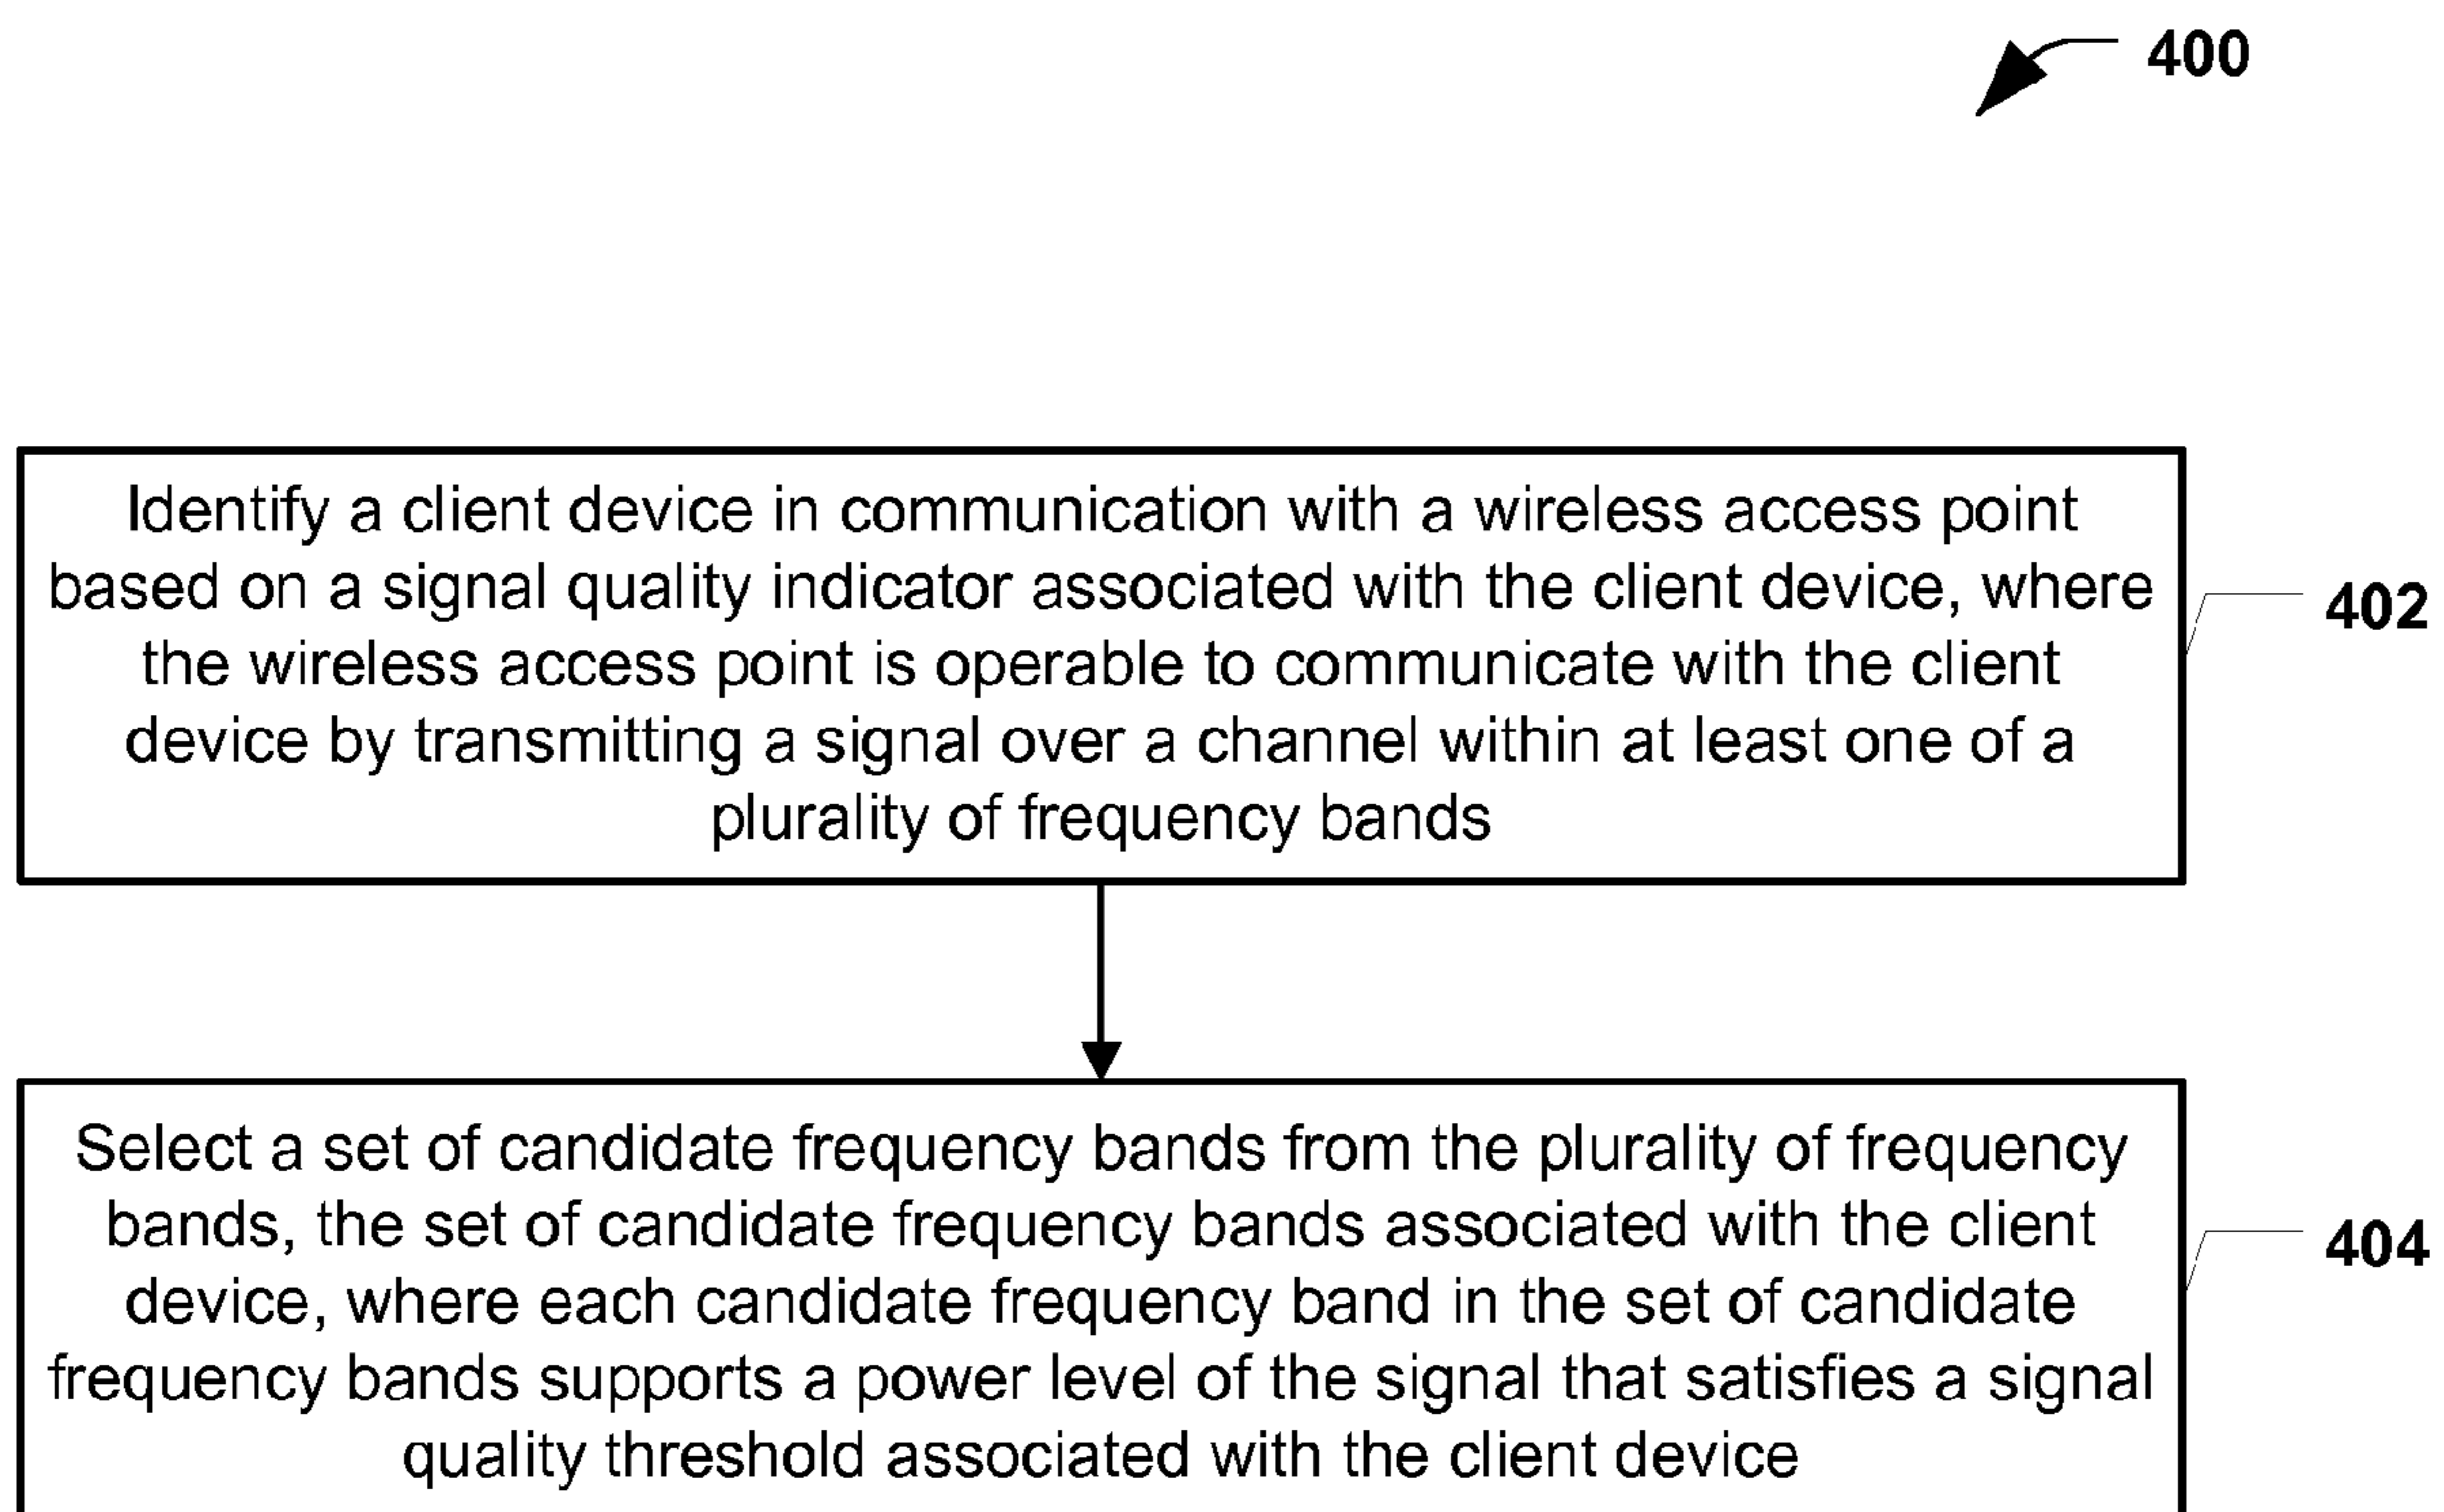 400
Identify a client device in communication with a wireless access point
based on a signal quality indicator associated with the client device, where
the wireless access point is operable to communicate with the client
device by transmitting a signal over a channel within at least one of a
plurality of frequency bands
402
Select a set of candidate frequency bands from the plurality of frequency
bands, the set of candidate frequency bands associated with the client
device, where each candidate frequency band in the set of candidate
frequency bands supports a power level of the signal that satisfies a signal
quality threshold associated with the client device
404